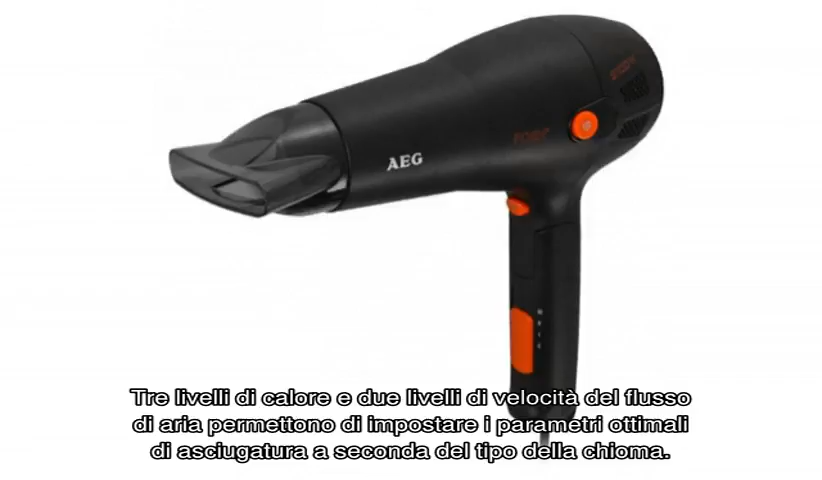 AEG
Tre livelli di calore e due livelli di velocità del flusso
di aria permettono di impostare i parametri ottimali
di asciugatura a seconda del tipo della chioma.